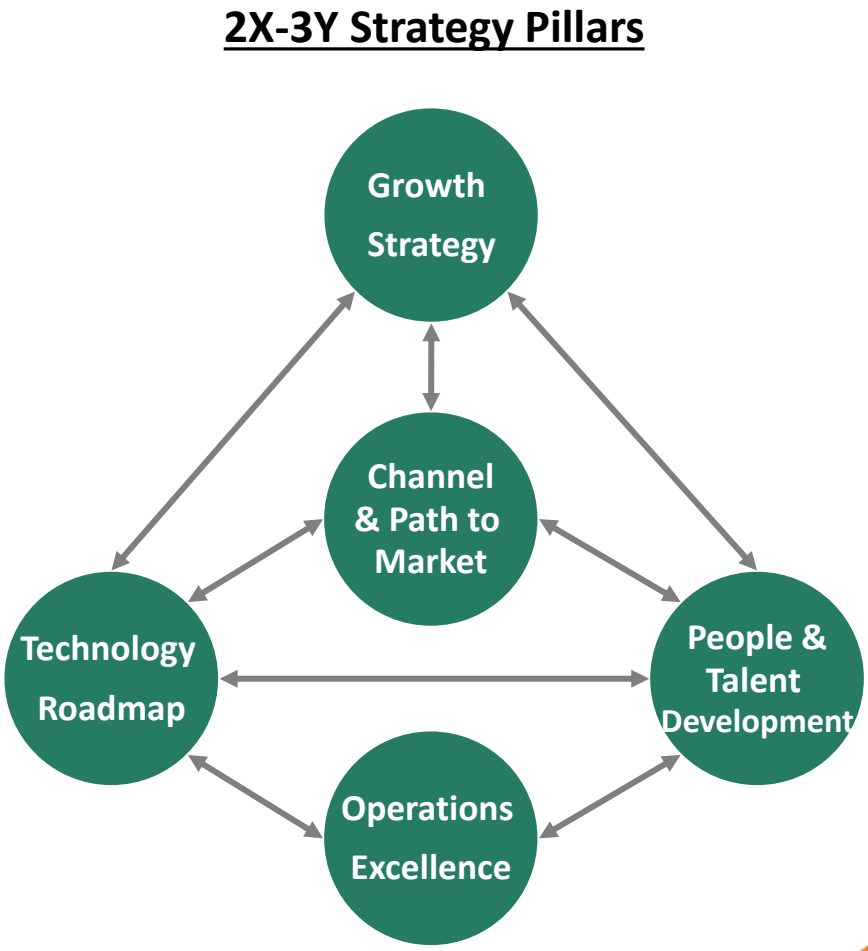 2X-3Y Strategy Pillars
Growth
Strategy
Channel
& Path to
Market
Technology
Roadmap
People &
Talent
Development
Operations
Excellence